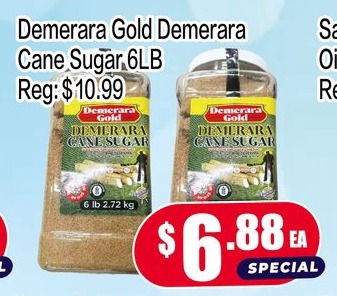 Demerara Gold Demerara
Cane Sugar 6LB
Reg: $10.99
Sa
Oi
Re
Demerara
Gold
DEMERARA
CANE SUGAR
6 lb 2.72 kg
Demerara
Gold
DEMERARA
CANE SUGAR
$6.88 EA
SPECIAL
L